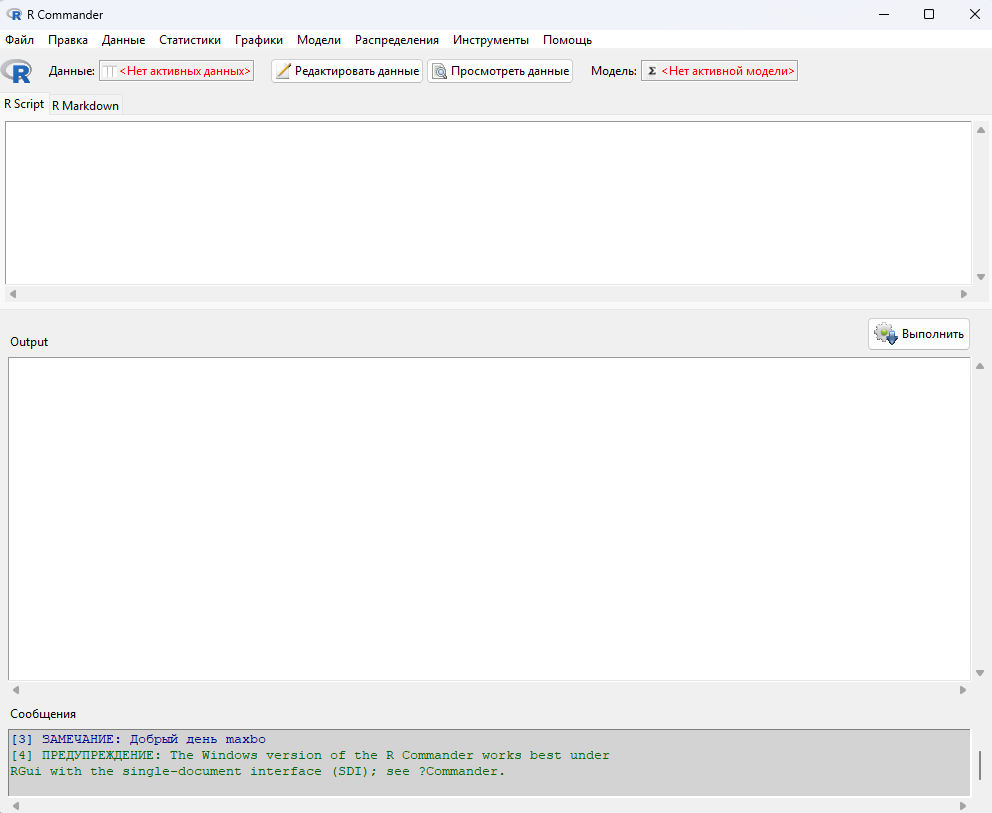 R Commander
Файл Правка Данные Статистики Графики Модели Распределения Инструменты Помощь
R Данные: <Нет активных данных> Редактировать данные Просмотреть данные Модель: Σ <Нет активной модели>
R Script R Markdown
Output
Выполнить
Сообщения
[3] ЗАМЕЧАНИЕ: Добрый день maxbo
[4] ПРЕДУПРЕЖДЕНИЕ: The Windows version of the R Commander works best under
RGui with the single-document interface (SDI); see ?Commander.